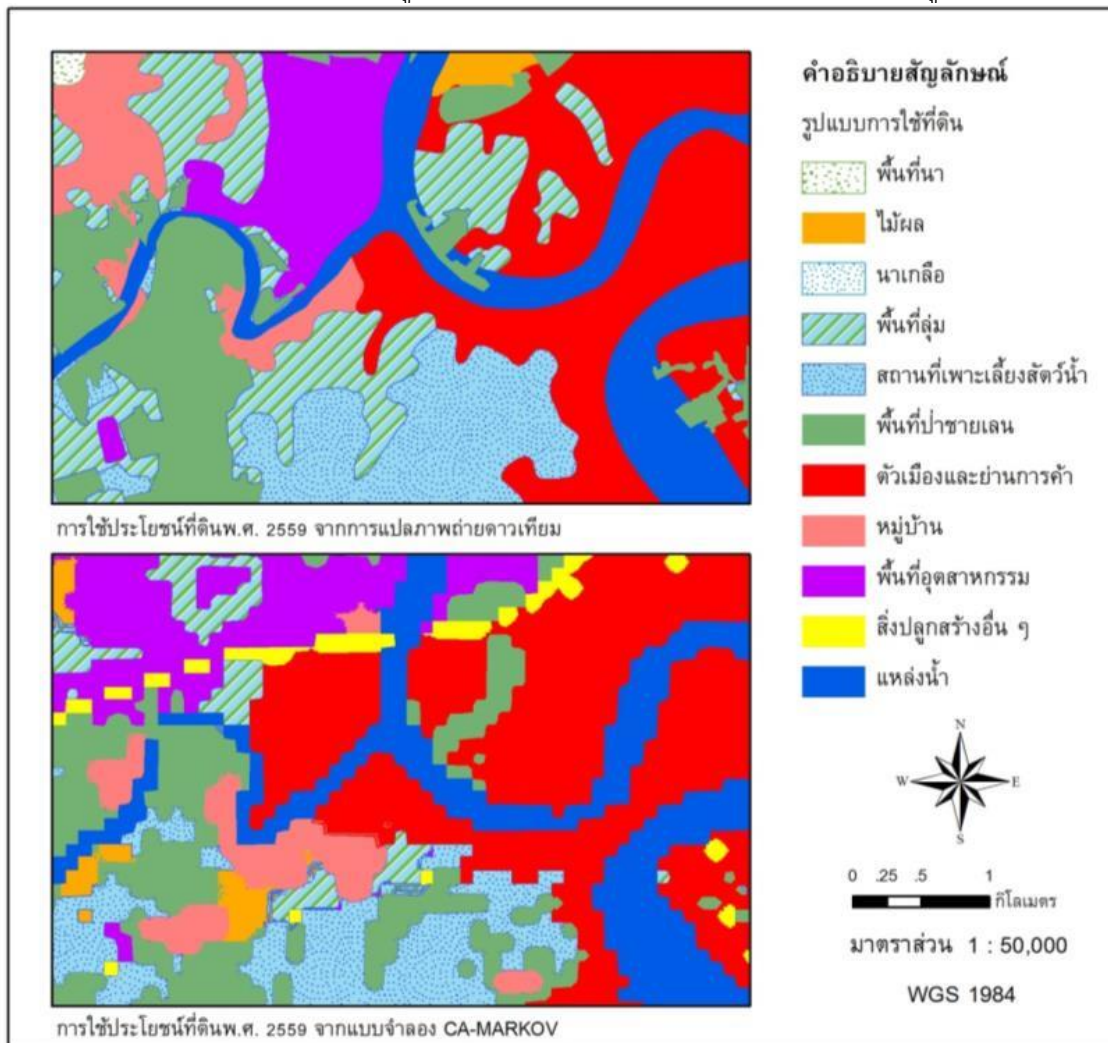 คำอธิบายสัญลักษณ์
รูปแบบการใช้ที่ดิน
พื้นที่นา
ไม้ผล
นาเกลือ
พื้นที่ลุ่ม
สถานที่เพาะเลี้ยงสัตว์น้ำ
พื้นที่ป่าชายเลน
ตัวเมืองและย่านการค้า
หมู่บ้าน
พื้นที่อุตสาหกรรม
สิ่งปลูกสร้างอื่น ๆ
แหล่งน้ำ
การใช้ประโยชน์ที่ดินพ.ศ. 2559 จากการแปลภาพถ่ายดาวเทียม
N
W E
S
0 .25 .5 1
กิโลเมตร
มาตราส่วน 1 : 50,000
WGS 1984
การใช้ประโยชน์ที่ดินพ.ศ. 2559 จากแบบจำลอง CA-MARKOV